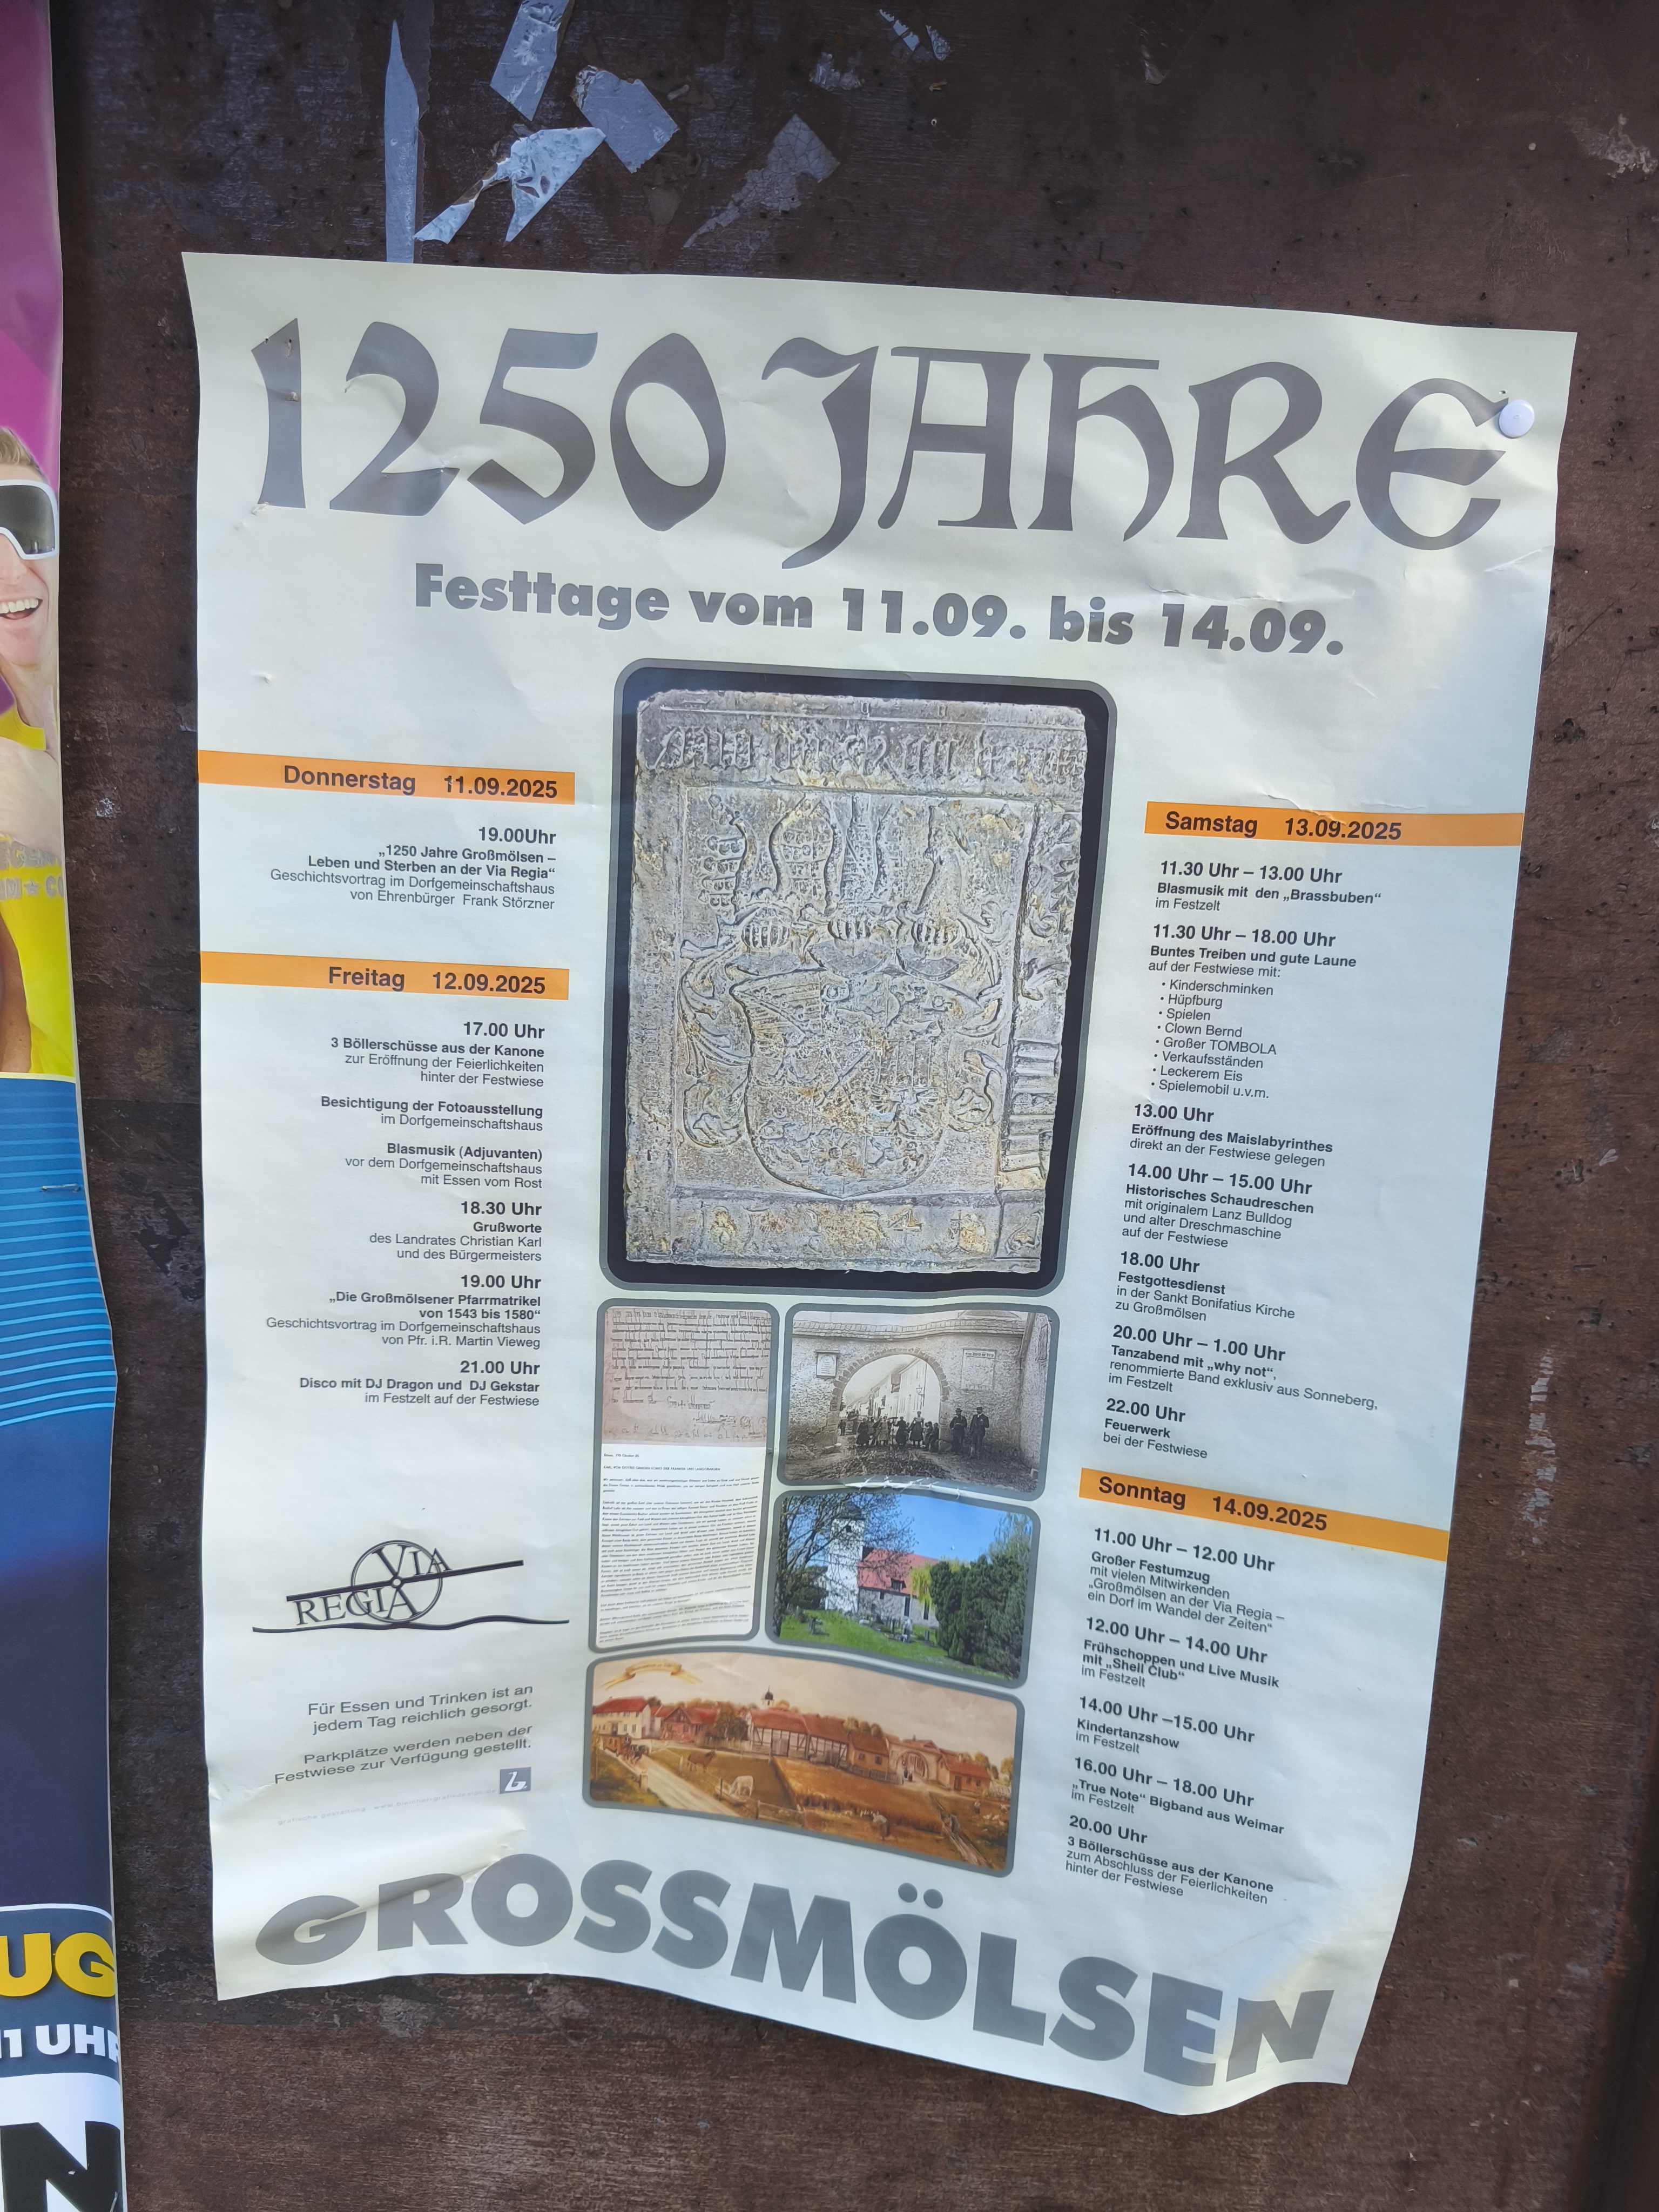 1250 JAHRE
Festtage vom 11.09. bis 14.09.
Donnerstag 11.09.2025
19.00Uhr
„1250 Jahre Großmölsen –
Leben und Sterben an der Via Regia“
Geschichtsvortrag im Dorfgemeinschaftshaus
von Ehrenbürger Frank Störzner
Freitag 12.09.2025
17.00 Uhr
3 Böllerschüsse aus der Kanone
zur Eröffnung der Feierlichkeiten
hinter der Festwiese
Besichtigung der Fotoausstellung
im Dorfgemeinschaftshaus
Blasmusik (Adjuvanten)
vor dem Dorfgemeinschaftshaus
mit Essen vom Rost
18.30 Uhr
Grußworte
des Landrates Christian Karl
und des Bürgermeisters
19.00 Uhr
„Die Großmölsener Pfarrmatrikel
von 1543 bis 1580“
Geschichtsvortrag im Dorfgemeinschaftshaus
von Pfr. i.R. Martin Vieweg
21.00 Uhr
Disco mit DJ Dragon und DJ Gekstar
im Festzelt auf der Festwiese
VIA
REGIA
Für Essen und Trinken ist an
jedem Tag reichlich gesorgt.
Parkplätze werden neben der
Festwiese zur Verfügung gestellt.
Samstag 13.09.2025
11.30 Uhr – 13.00 Uhr
Blasmusik mit den „Brassbuben“
im Festzelt
11.30 Uhr – 18.00 Uhr
Buntes Treiben und gute Laune
auf der Festwiese mit:
• Kinderschminken
• Hüpfburg
• Spielen
• Clown Bernd
• Großer TOMBOLA
• Verkaufsständen
• Leckerem Eis
• Spielemobil u.v.m.
13.00 Uhr
Eröffnung des Maislabyrinthes
direkt an der Festwiese gelegen
14.00 Uhr – 15.00 Uhr
Historisches Schaudreschen
mit originalem Lanz Bulldog
und alter Dreschmaschine
auf der Festwiese
18.00 Uhr
Festgottesdienst
in der Sankt Bonifatius Kirche
zu Großmölsen
20.00 Uhr – 1.00 Uhr
Tanzabend mit „why not“,
renommierte Band exklusiv aus Sonneberg,
im Festzelt
22.00 Uhr
Feuerwerk
bei der Festwiese
Sonntag 14.09.2025
11.00 Uhr – 12.00 Uhr
Großer Festumzug
mit vielen Mitwirkenden
„Großmölsen an der Via Regia –
ein Dorf im Wandel der Zeiten“
12.00 Uhr – 14.00 Uhr
Frühschoppen und Live Musik
mit „Shell Club“
im Festzelt
14.00 Uhr –15.00 Uhr
Kindertanzshow
im Festzelt
16.00 Uhr – 18.00 Uhr
„True Note“ Bigband aus Weimar
im Festzelt
20.00 Uhr
3 Böllerschüsse aus der Kanone
zum Abschluss der Feierlichkeiten
hinter der Festwiese
GROSSMÖLSEN
UG
11 UHR
N